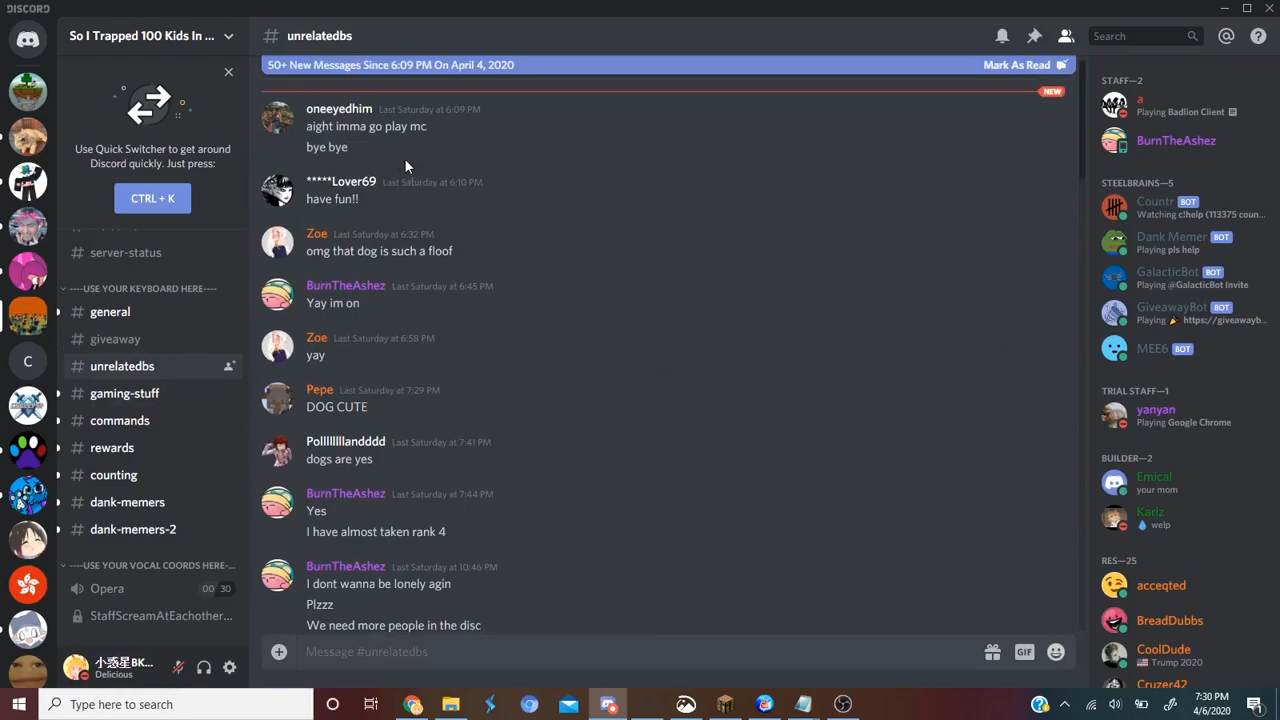 DISCORD
So I Trapped 100 Kids In ...
unrelatedbs
Search
50+ New Messages Since 6:09 PM On April 4, 2020
Mark As Read
NEW
Use Quick Switcher to get around
Discord quickly. Just press:
CTRL + K
server-status
----USE YOUR KEYBOARD HERE----
general
giveaway
unrelatedbs
gaming-stuff
commands
rewards
counting
dank-memers
dank-memers-2
----USE YOUR VOCAL COORDS HERE-...
Opera 00 30
StaffScreamAtEachother...
小惑星BK...
Delicious
oneeyedhim Last Saturday at 6:09 PM
aight imma go play mc
bye bye
*****Lover69 Last Saturday at 6:10 PM
have fun!!
Zoe Last Saturday at 6:32 PM
omg that dog is such a floof
BurnTheAshez Last Saturday at 6:45 PM
Yay im on
Zoe Last Saturday at 6:58 PM
yay
Pepe Last Saturday at 7:29 PM
DOG CUTE
Polllllllandddd Last Saturday at 7:41 PM
dogs are yes
BurnTheAshez Last Saturday at 7:44 PM
Yes
I have almost taken rank 4
BurnTheAshez Last Saturday at 10:46 PM
I dont wanna be lonely agin
Plzzz
We need more people in the disc
Message #unrelatedbs
GIF
STAFF—2
a
Playing Badlion Client
BurnTheAshez
STEELBRAINS—5
Countr BOT
Watching c!help (113375 coun...
Dank Memer BOT
Playing pls help
GalacticBot BOT
Playing @GalacticBot Invite
GiveawayBot BOT
Playing 🎉 https://giveawayb...
MEE6 BOT
TRIAL STAFF—1
yanyan
Playing Google Chrome
BUILDER—2
Emical
your mom
Kariz
💧 welp
RES—25
acceqted
BreadDubbs
CoolDude
🇺🇸 Trump 2020
Cruzer42
C
Type here to search
7:30 PM
4/6/2020